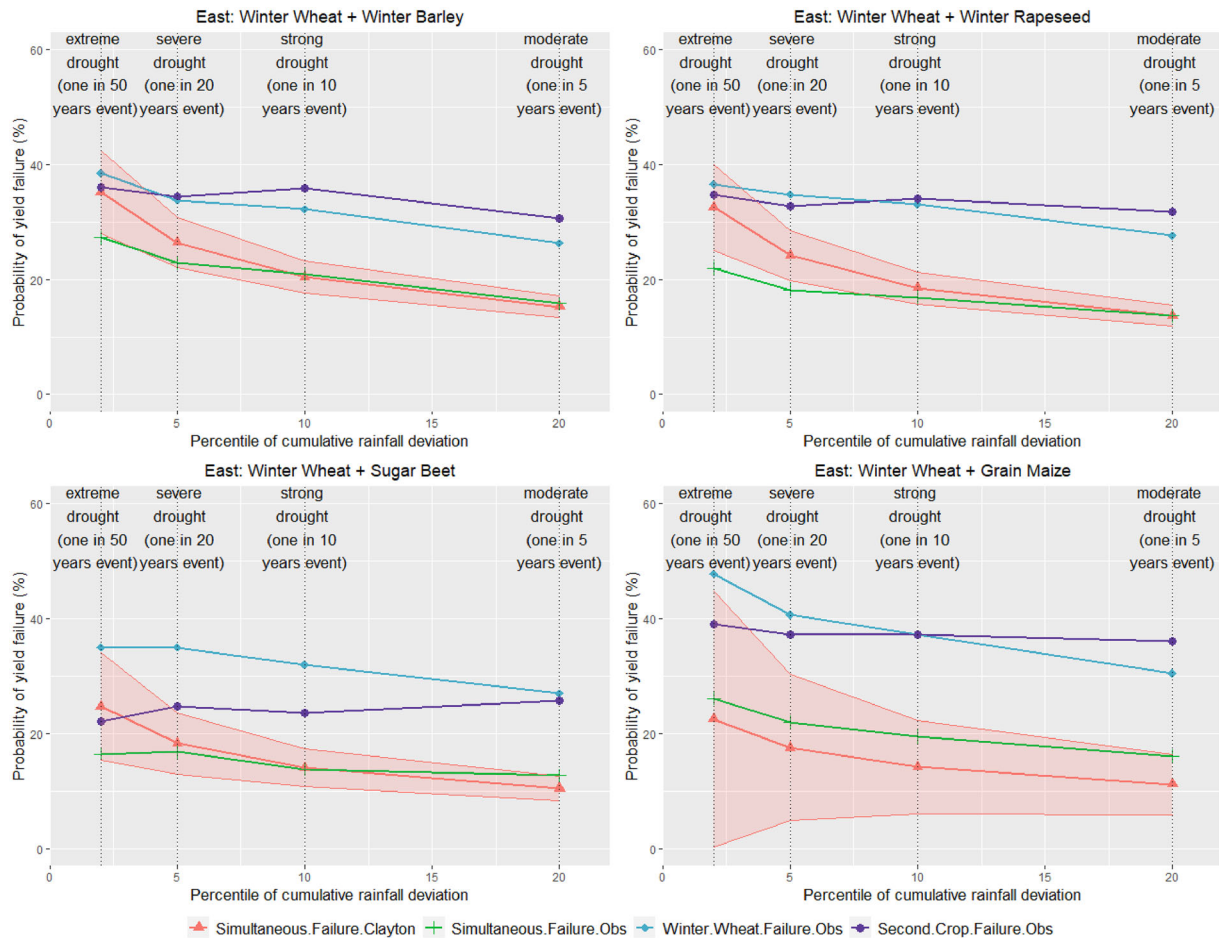 East: Winter Wheat + Winter Barley
Probability of yield failure (%)
60
40
20
0
extreme severe strong moderate
drought drought drought drought
(one in 50 (one in 20 (one in 10 (one in 5
years event) years event) years event) years event)
0 5 10 15 20
Percentile of cumulative rainfall deviation
East: Winter Wheat + Winter Rapeseed
Probability of yield failure (%)
60
40
20
0
extreme severe strong moderate
drought drought drought drought
(one in 50 (one in 20 (one in 10 (one in 5
years event) years event) years event) years event)
0 5 10 15 20
Percentile of cumulative rainfall deviation
East: Winter Wheat + Sugar Beet
Probability of yield failure (%)
60
40
20
0
extreme severe strong moderate
drought drought drought drought
(one in 50 (one in 20 (one in 10 (one in 5
years event) years event) years event) years event)
0 5 10 15 20
Percentile of cumulative rainfall deviation
East: Winter Wheat + Grain Maize
Probability of yield failure (%)
60
40
20
0
extreme severe strong moderate
drought drought drought drought
(one in 50 (one in 20 (one in 10 (one in 5
years event) years event) years event) years event)
0 5 10 15 20
Percentile of cumulative rainfall deviation
Simultaneous.Failure.Clayton Simultaneous.Failure.Obs Winter.Wheat.Failure.Obs Second.Crop.Failure.Obs